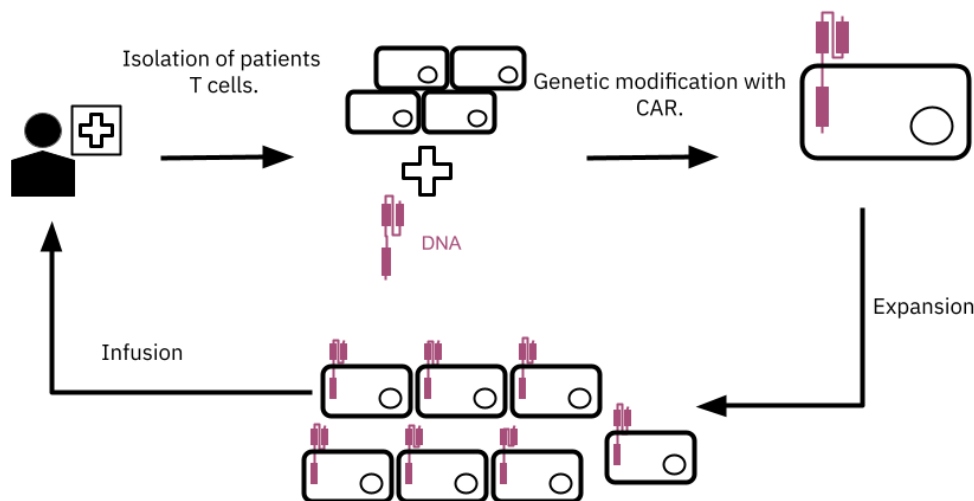 Isolation of patients
T cells.
Genetic modification with
CAR.
DNA
Expansion
Infusion